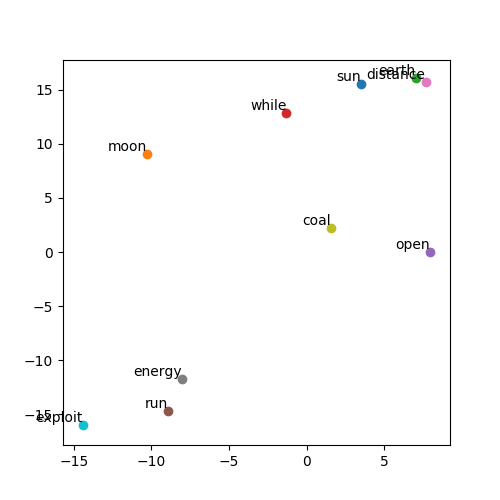 earth
distance
sun
15
while
10
moon
5
coal
open
0
−5
−10
energy
run
−15
exploit
−15 −10 −5 0 5